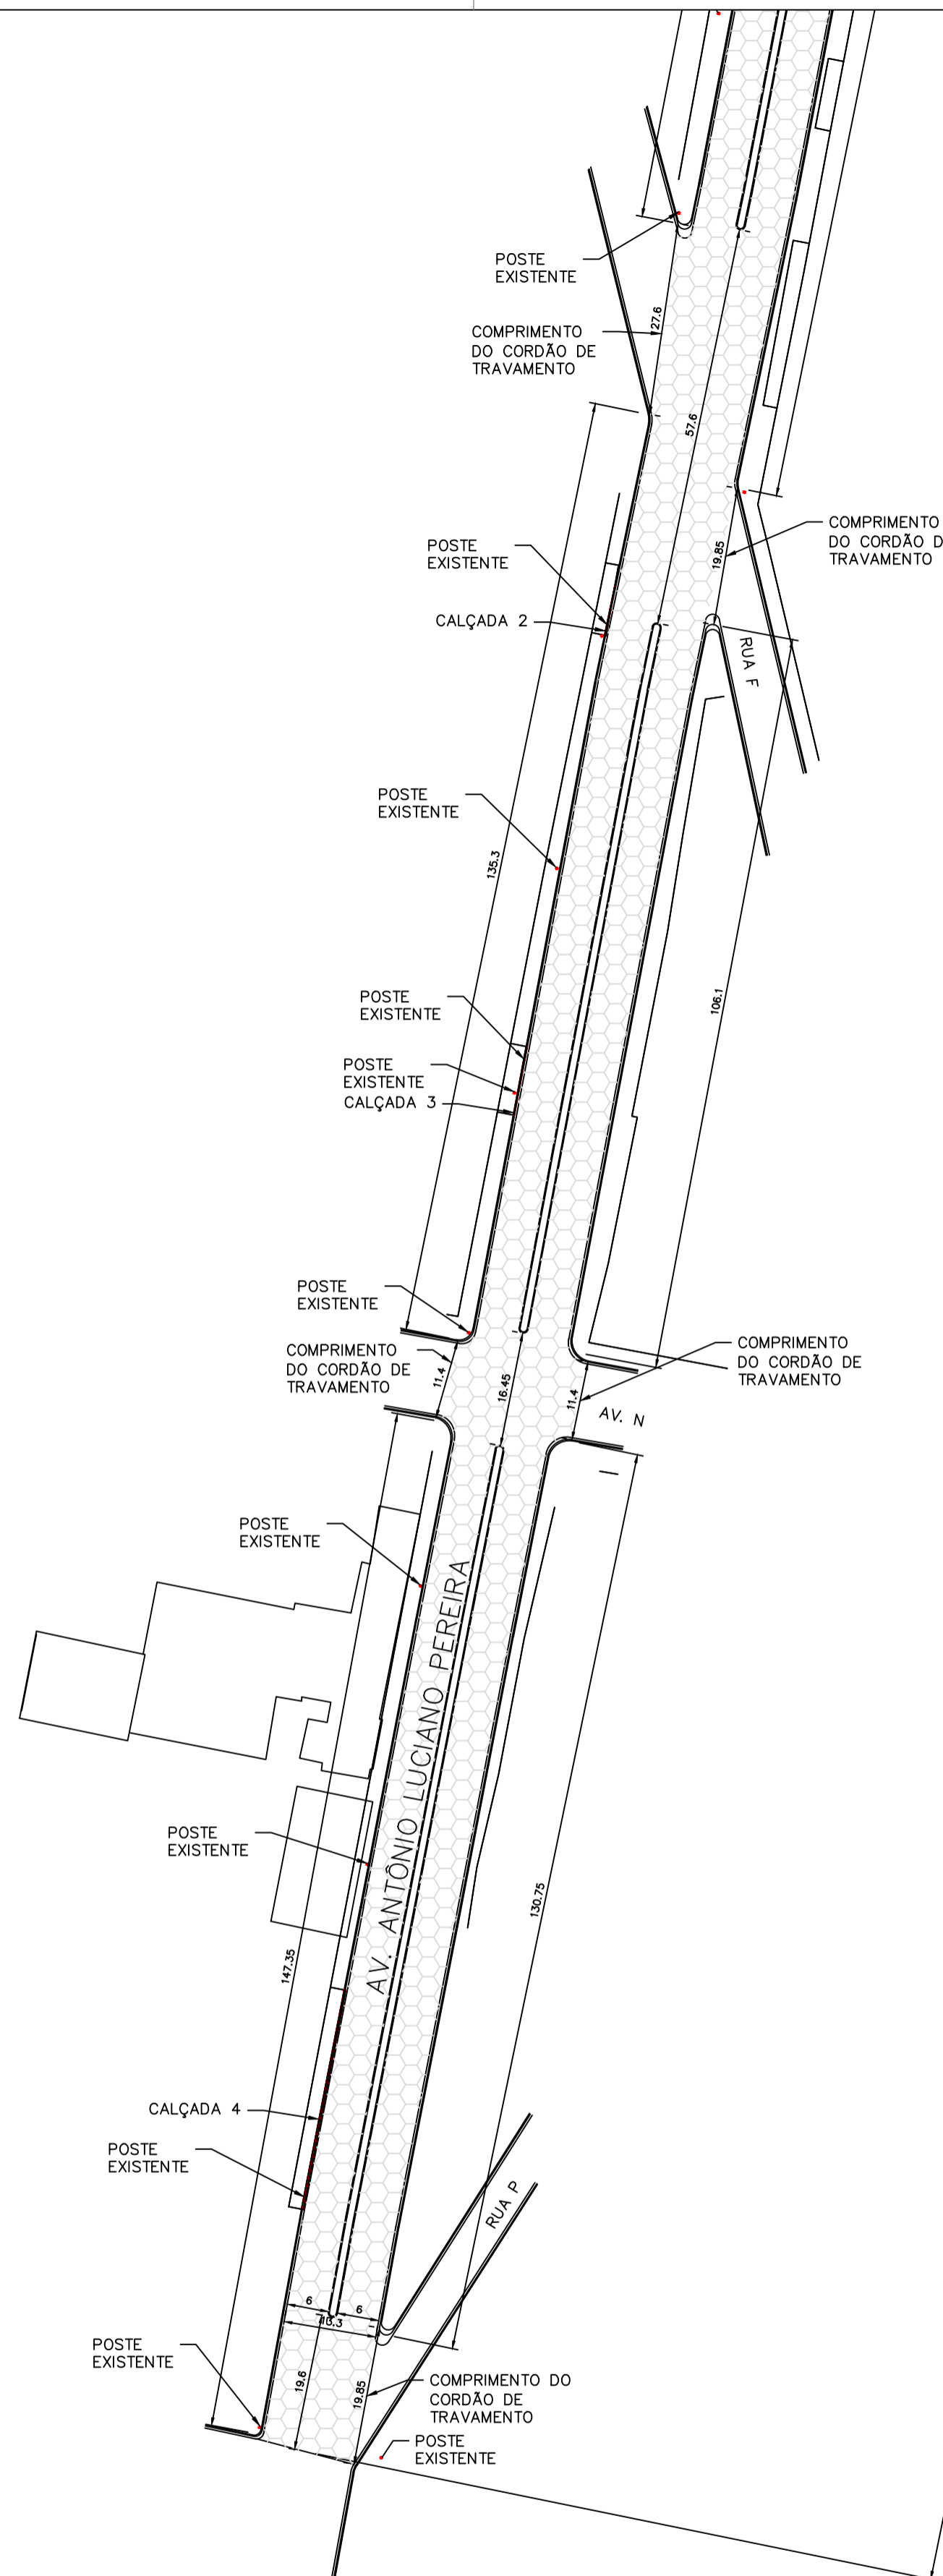 POSTE
EXISTENTE
27.6
COMPRIMENTO
DO CORDÃO DE
TRAVAMENTO
57.6
COMPRIMENTO
DO CORDÃO D
TRAVAMENTO
19.85
POSTE
EXISTENTE
CALÇADA 2
RUA F
POSTE
EXISTENTE
135.3
106.1
POSTE
EXISTENTE
POSTE
EXISTENTE
CALÇADA 3
POSTE
EXISTENTE
COMPRIMENTO
DO CORDÃO DE
TRAVAMENTO
COMPRIMENTO
DO CORDÃO DE
TRAVAMENTO
11.4
16.45
11.4
AV. N
POSTE
EXISTENTE
AV. ANTÔNIO LUCIANO PEREIRA
POSTE
EXISTENTE
130.75
147.35
CALÇADA 4
POSTE
EXISTENTE
RUA P
6
6
POSTE
EXISTENTE
19.6
19.85
COMPRIMENTO DO
CORDÃO DE
TRAVAMENTO
POSTE
EXISTENTE